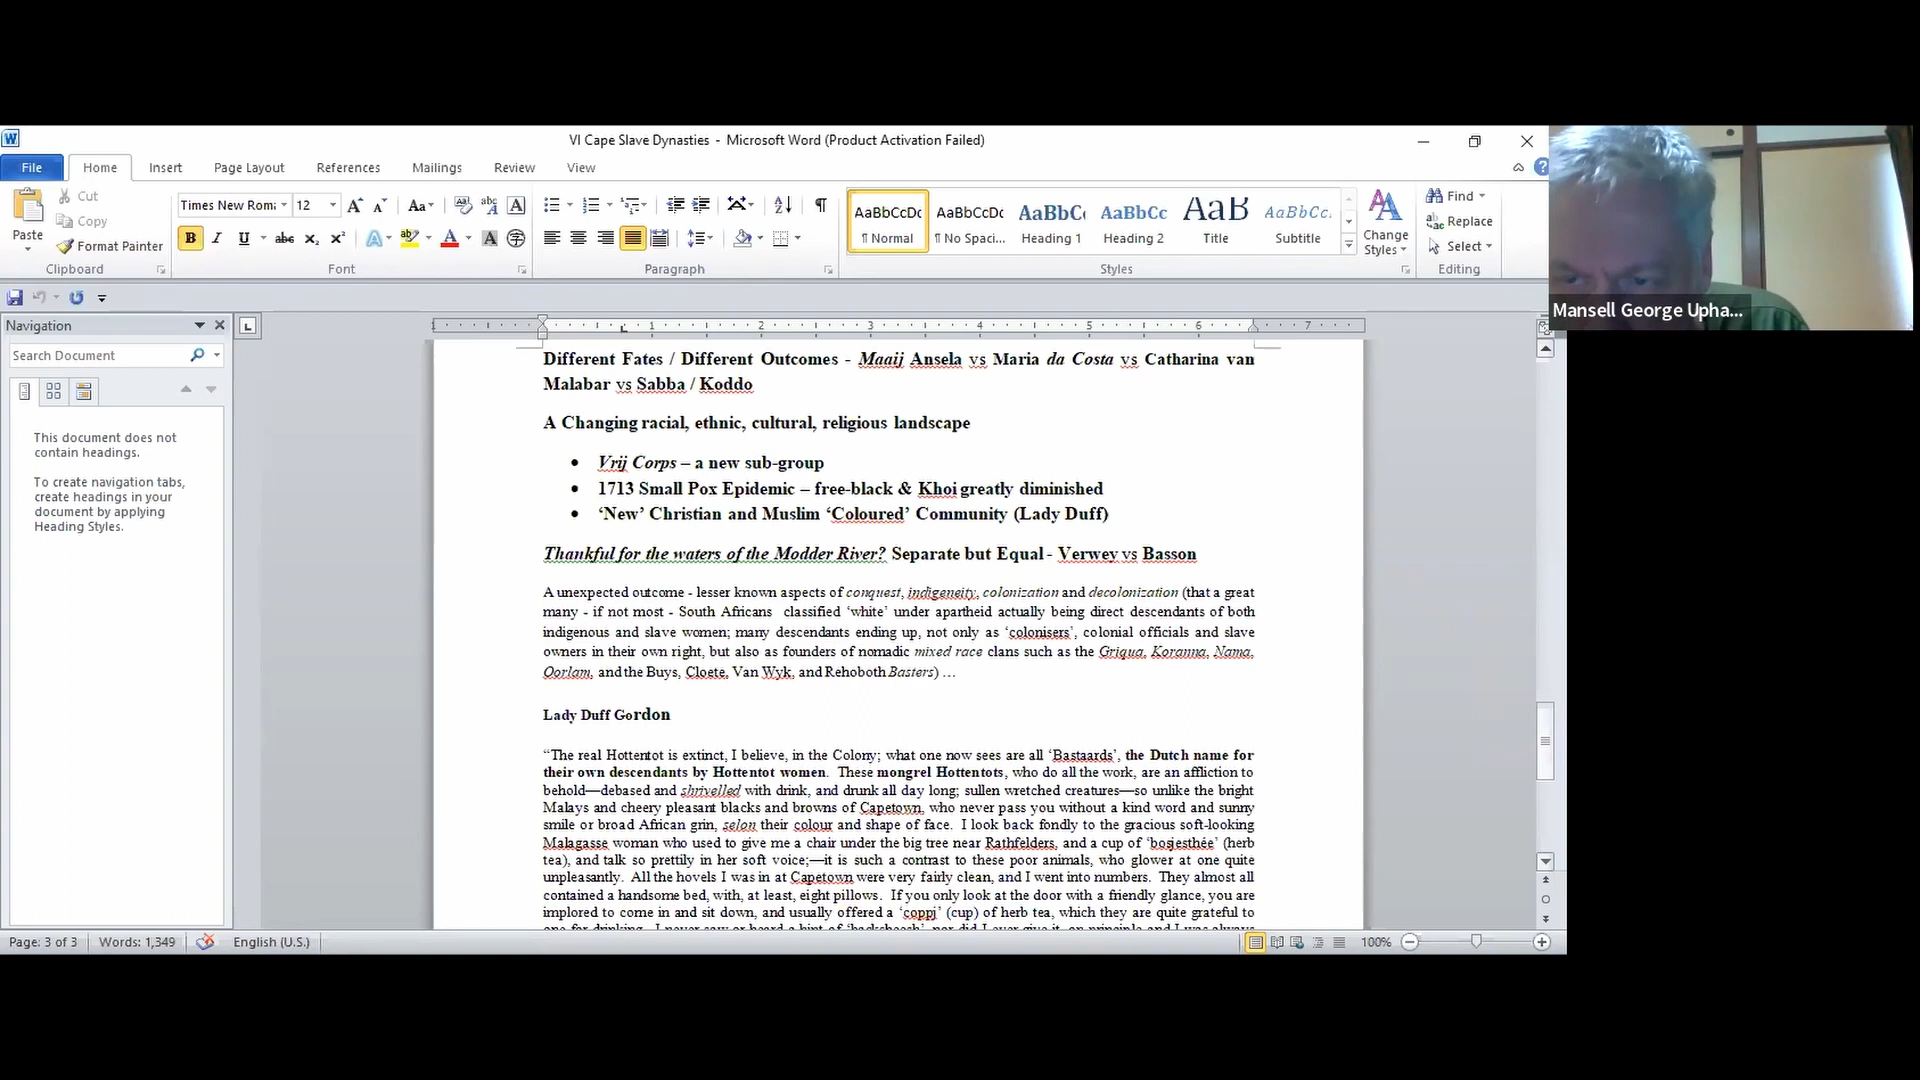 VI Cape Slave Dynasties - Microsoft Word (Product Activation Failed)
File Home Insert Page Layout References Mailings Review View
Cut
Copy
Paste
Format Painter
Clipboard
Times New Roma 12
Font
Paragraph
AaBbCcDc AaBbCcDc AaBbCc AaBbCc AaB AaBbCc.
¶ Normal ¶ No Spaci... Heading 1 Heading 2 Title Subtitle
Change Styles
Styles
Find
Replace
Select
Editing
Mansell George Upha...
Navigation
Search Document
This document does not
contain headings.
To create navigation tabs,
create headings in your
document by applying
Heading Styles.
1 1 2 3 4 5 6 7
Different Fates / Different Outcomes - Maaij Ansela vs Maria da Costa vs Catharina van
Malabar vs Sabba / Koddo
A Changing racial, ethnic, cultural, religious landscape
• Vrij Corps – a new sub-group
• 1713 Small Pox Epidemic – free-black & Khoi greatly diminished
• ‘New’ Christian and Muslim ‘Coloured’ Community (Lady Duff)
Thankful for the waters of the Modder River? Separate but Equal - Verwey vs Basson
A unexpected outcome - lesser known aspects of conquest, indigeneity, colonization and decolonization (that a great
many - if not most - South Africans classified ‘white’ under apartheid actually being direct descendants of both
indigenous and slave women; many descendants ending up, not only as ‘colonisers’, colonial officials and slave
owners in their own right, but also as founders of nomadic mixed race clans such as the Griqua, Koranna, Nama,
Oorlam, and the Buys, Cloete, Van Wyk, and Rehoboth Basters) …
Lady Duff Gordon
“The real Hottentot is extinct, I believe, in the Colony; what one now sees are all ‘Bastaards’, the Dutch name for
their own descendants by Hottentot women. These mongrel Hottentots, who do all the work, are an affliction to
behold—debased and shrivelled with drink, and drunk all day long; sullen wretched creatures—so unlike the bright
Malays and cheery pleasant blacks and browns of Capetown, who never pass you without a kind word and sunny
smile or broad African grin, selon their colour and shape of face. I look back fondly to the gracious soft-looking
Malagasse woman who used to give me a chair under the big tree near Rathfelders, and a cup of ‘bosjesthée’ (herb
tea), and talk so prettily in her soft voice;—it is such a contrast to these poor animals, who glower at one quite
unpleasantly. All the hovels I was in at Capetown were very fairly clean, and I went into numbers. They almost all
contained a handsome bed, with, at least, eight pillows. If you only look at the door with a friendly glance, you are
implored to come in and sit down, and usually offered a ‘coppj’ (cup) of herb tea, which they are quite grateful to
Page: 3 of 3 Words: 1,349 English (U.S.) 100%